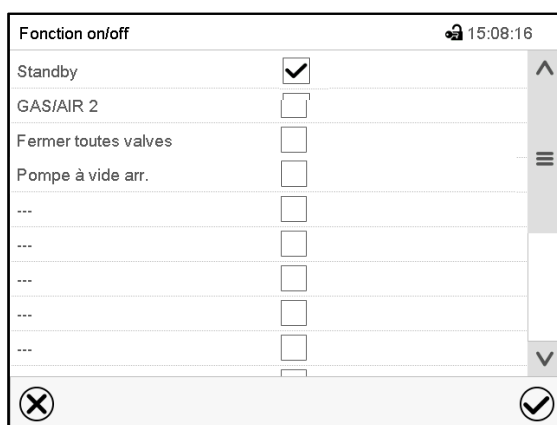 Fonction on/off 15:08:16
Standby
GAS/AIR 2
Fermer toutes valves
Pompe à vide arr.
---
---
---
---
---